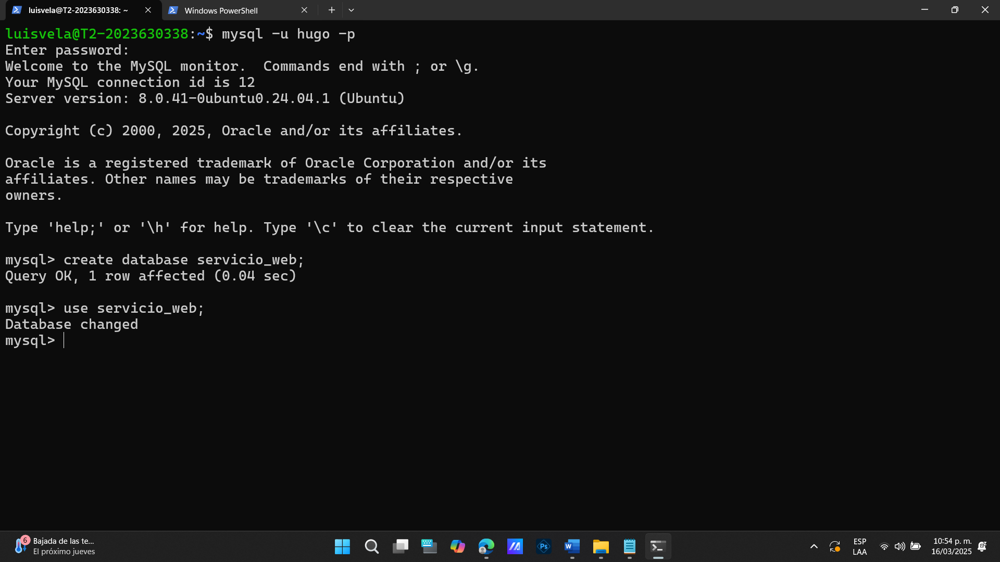 luisvela@T2-2023630338: ~
Windows PowerShell
luisvela@T2-2023630338:~$ mysql -u hugo -p
Enter password:
Welcome to the MySQL monitor.  Commands end with ; or \g.
Your MySQL connection id is 12
Server version: 8.0.41-0ubuntu0.24.04.1 (Ubuntu)
Copyright (c) 2000, 2025, Oracle and/or its affiliates.
Oracle is a registered trademark of Oracle Corporation and/or its
affiliates. Other names may be trademarks of their respective
owners.
Type 'help;' or '\h' for help. Type '\c' to clear the current input statement.
mysql> create database servicio_web;
Query OK, 1 row affected (0.04 sec)
mysql> use servicio_web;
Database changed
mysql>
6
Bajada de las te...
El próximo jueves
Ps
W
ESP
LAA
10:54 p. m.
16/03/2025